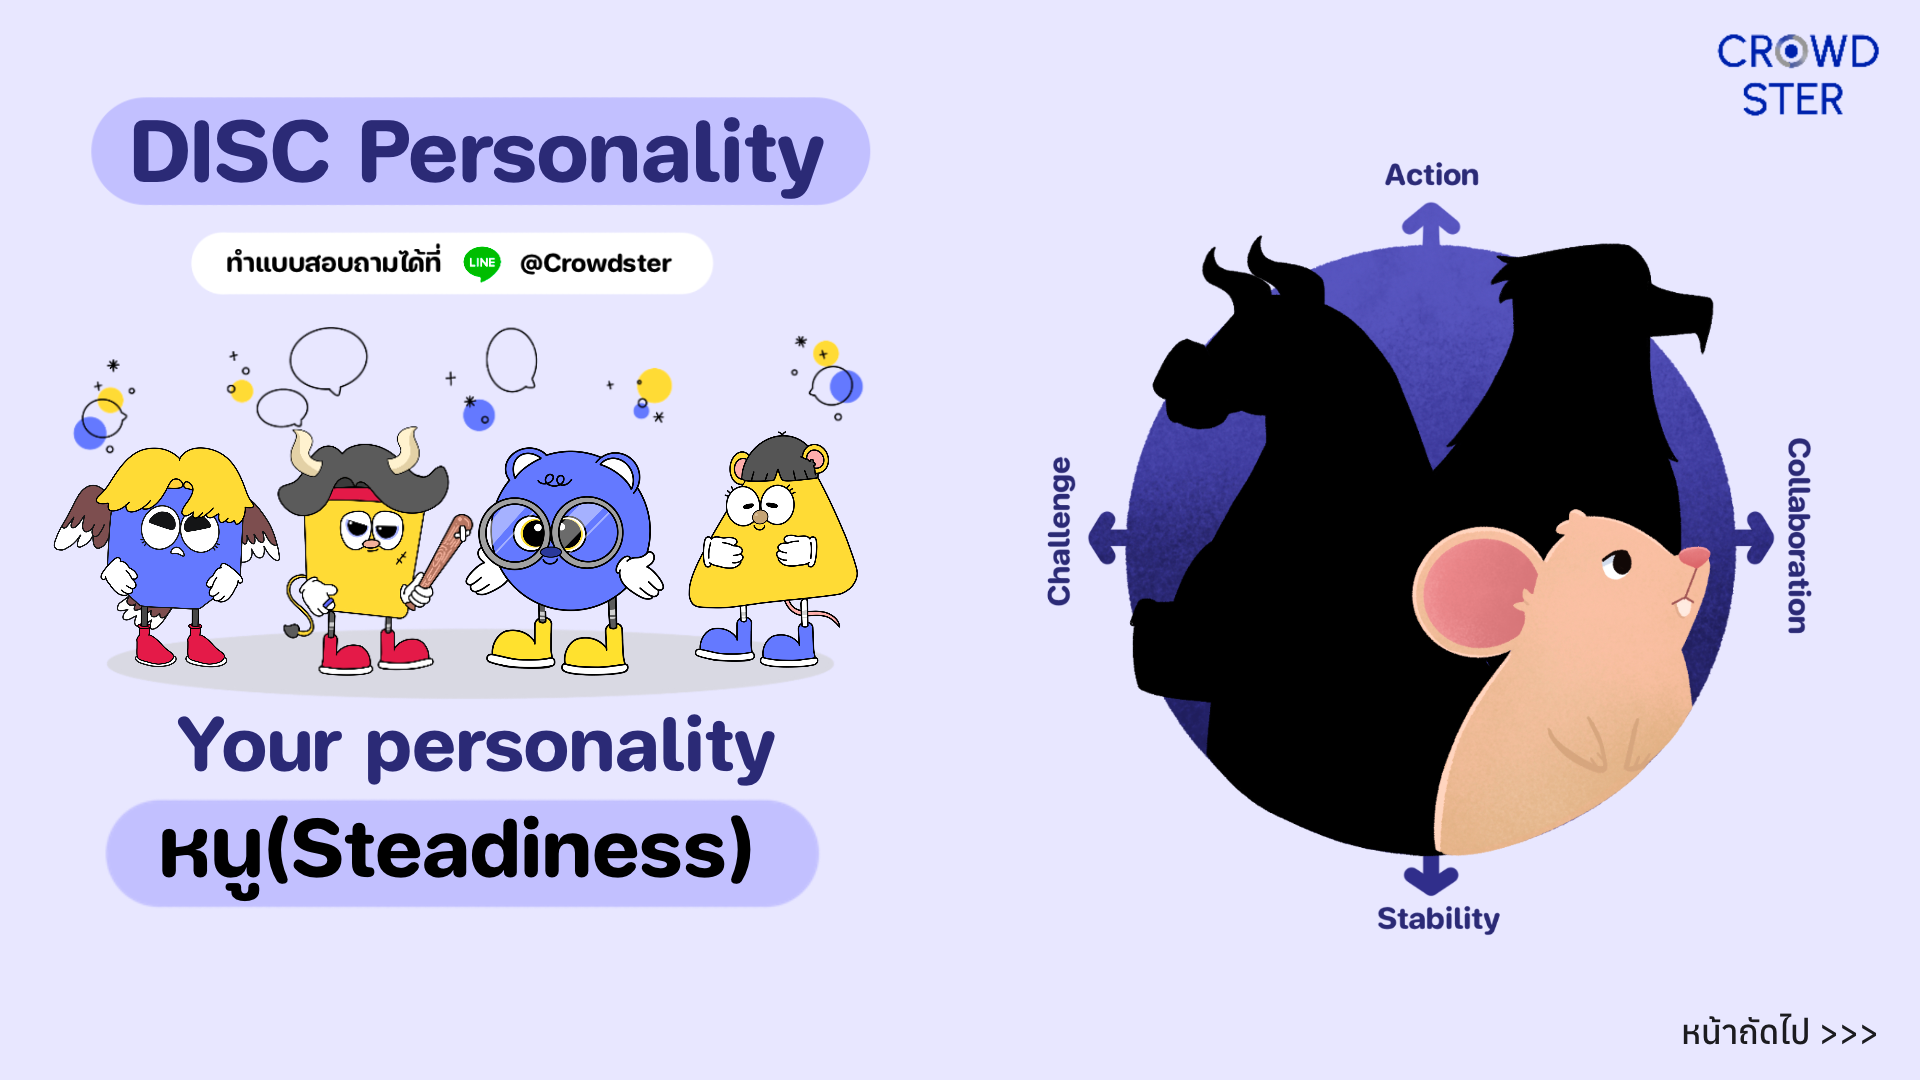 CROWD
STER
DISC Personality
ทำแบบสอบถามได้ที่ LINE @Crowdster
Action
Challenge
Collaboration
Your personality
หนู(Steadiness)
Stability
หน้าถัดไป >>>